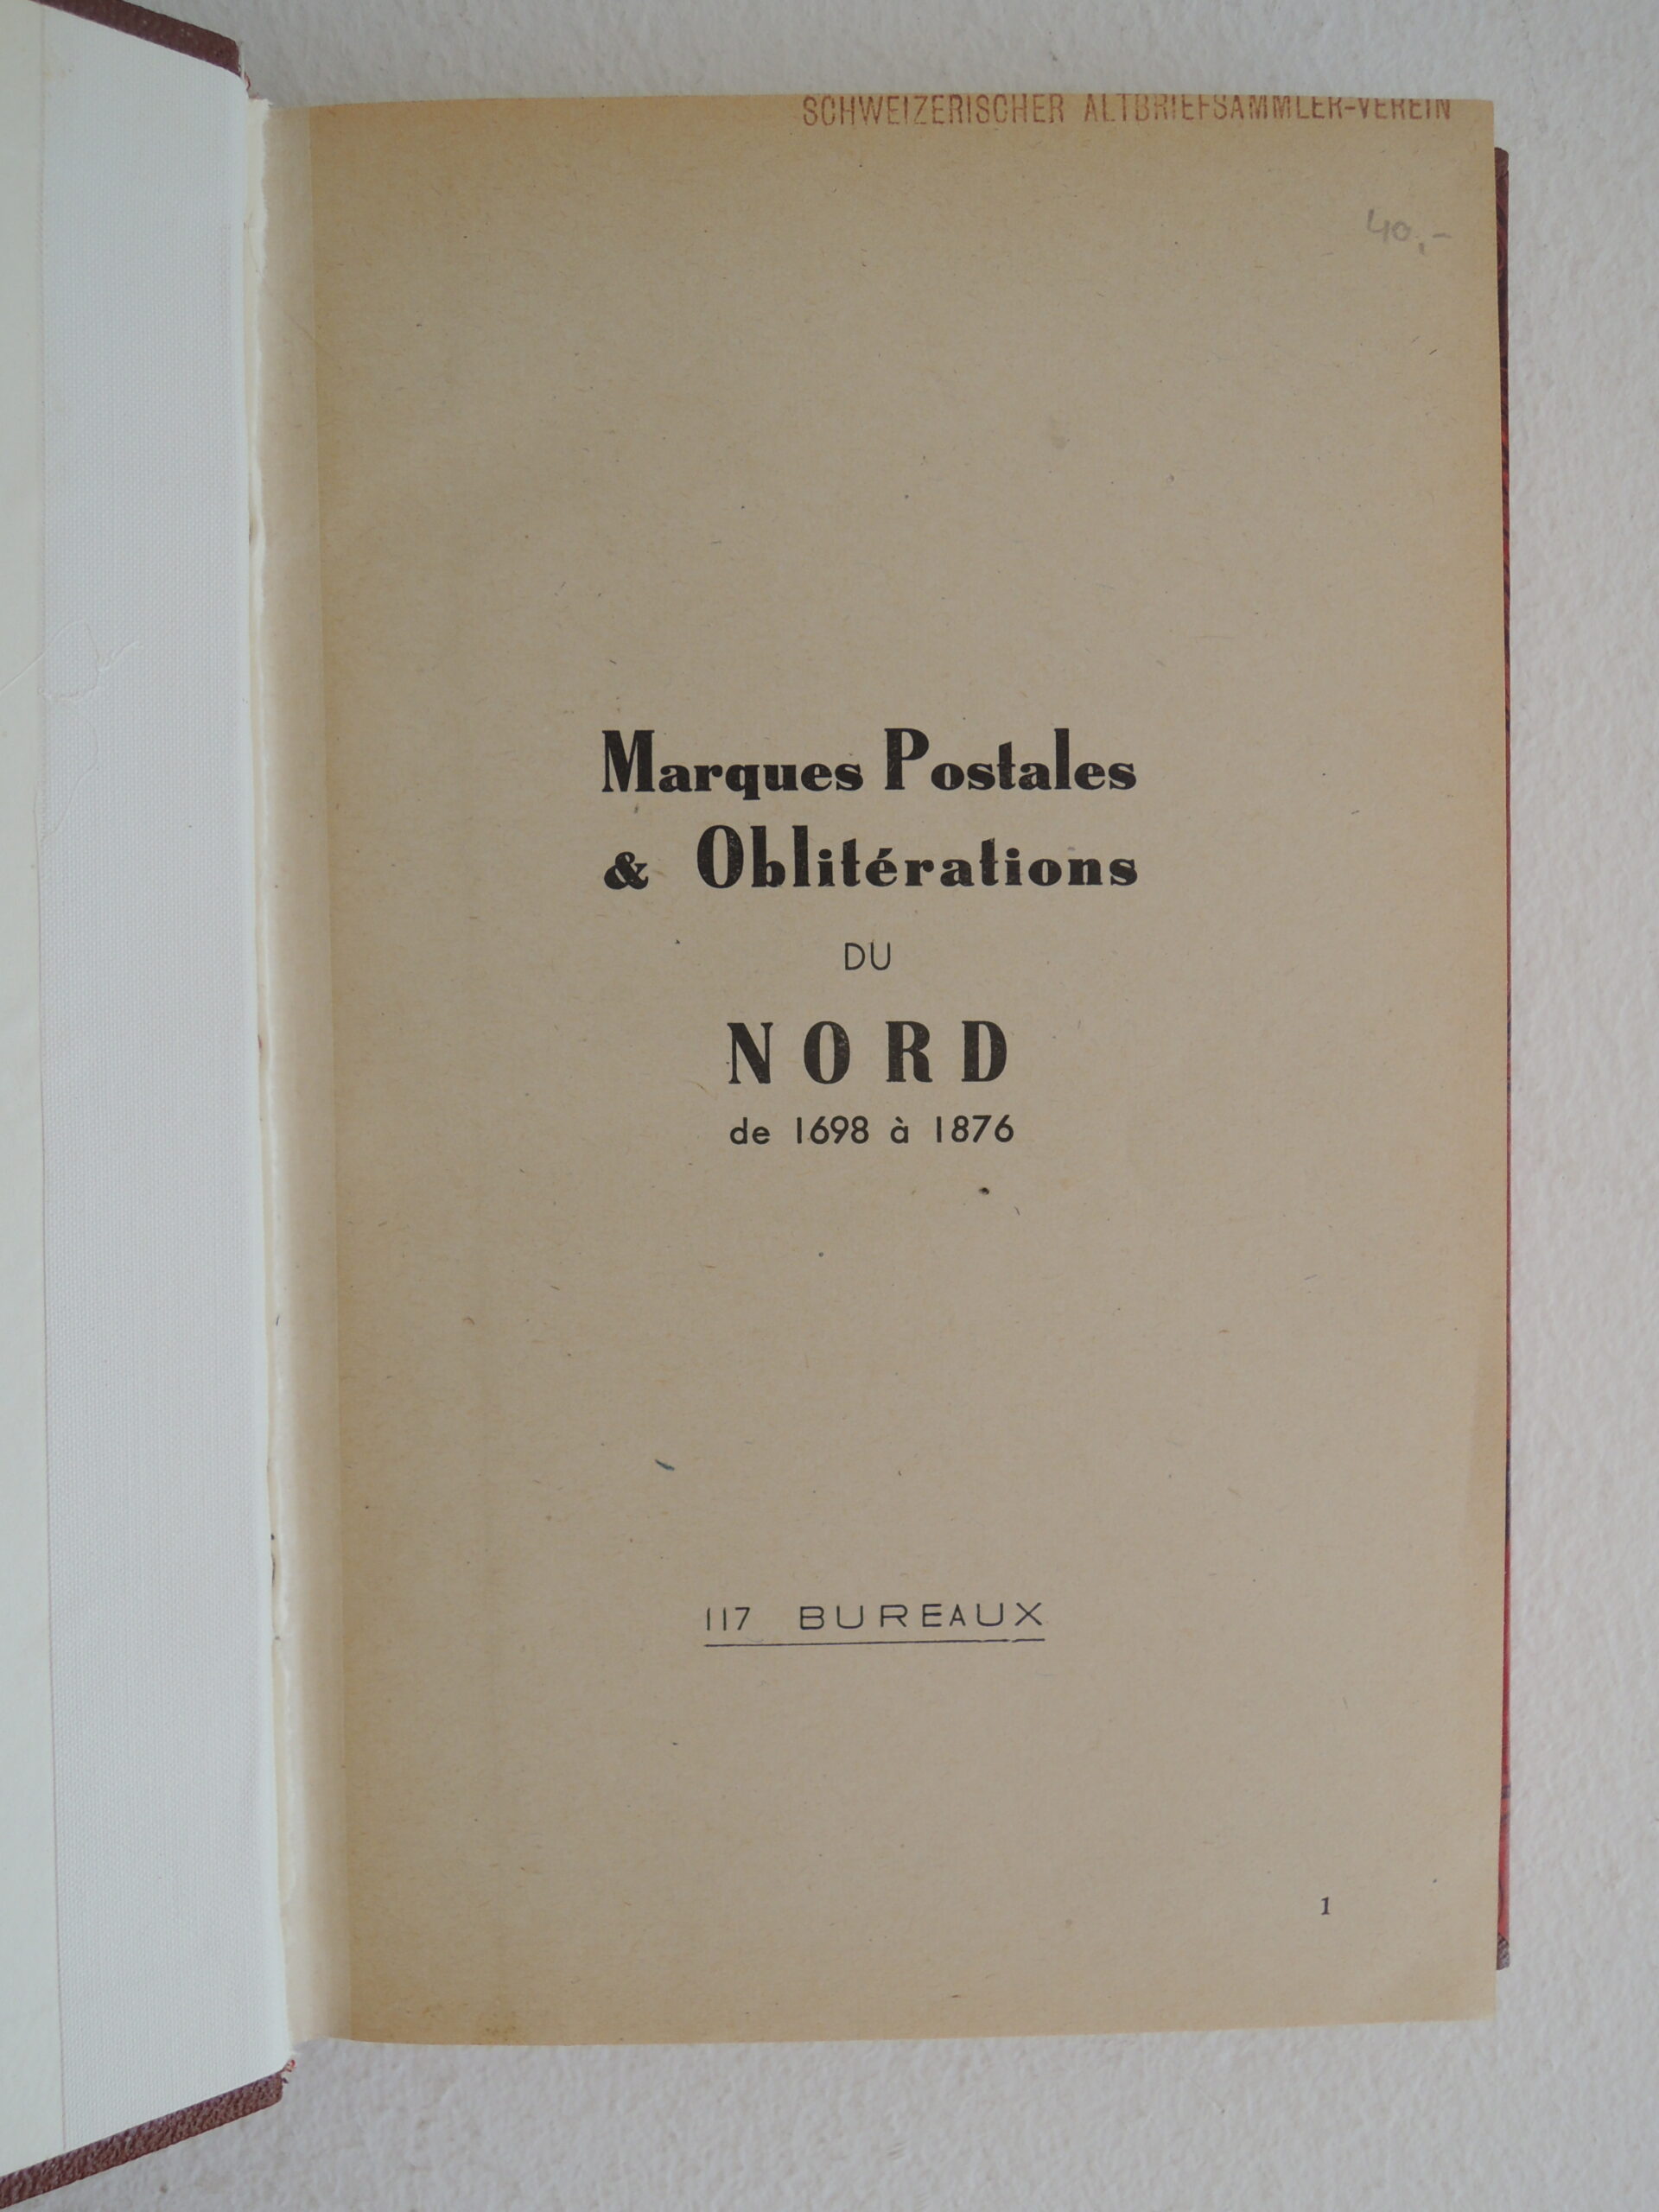 SCHWEIZERISCHER ALTBRIEFSAMMLER-VEREIN
40,-
Marques Postales
& Oblitérations
DU
NORD
de 1698 à 1876
117 BUREAUX
1